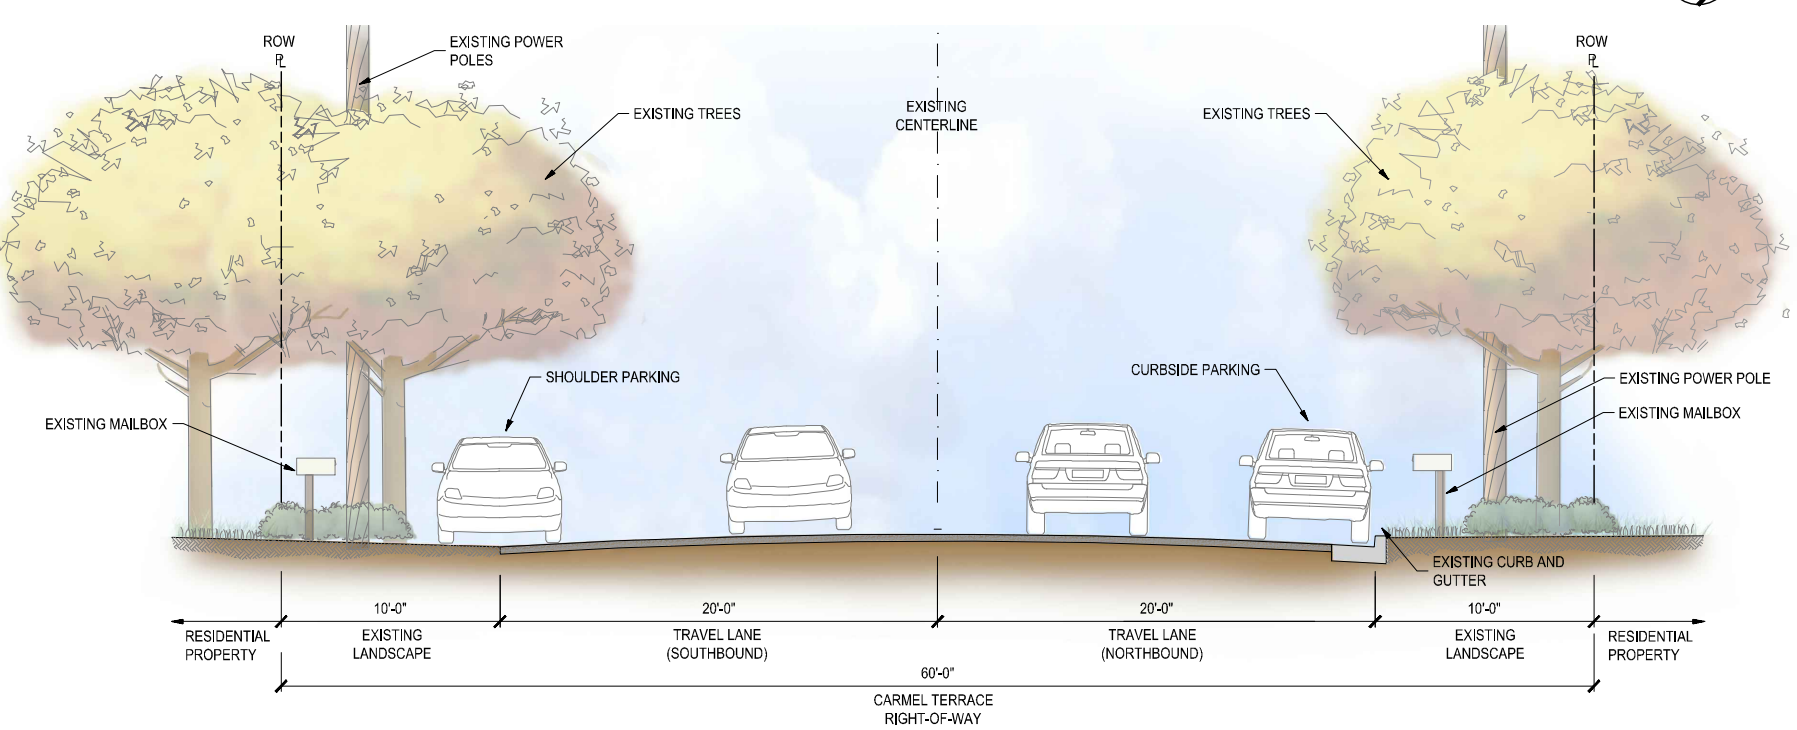 ROW
PL
EXISTING POWER
POLES
EXISTING TREES
EXISTING
CENTERLINE
EXISTING TREES
ROW
PL
SHOULDER PARKING
CURBSIDE PARKING
EXISTING POWER POLE
EXISTING MAILBOX
EXISTING MAILBOX
EXISTING CURB AND
GUTTER
10'-0"
20'-0"
20'-0"
10'-0"
RESIDENTIAL
PROPERTY
EXISTING
LANDSCAPE
TRAVEL LANE
(SOUTHBOUND)
TRAVEL LANE
(NORTHBOUND)
EXISTING
LANDSCAPE
RESIDENTIAL
PROPERTY
60'-0"
CARMEL TERRACE
RIGHT-OF-WAY